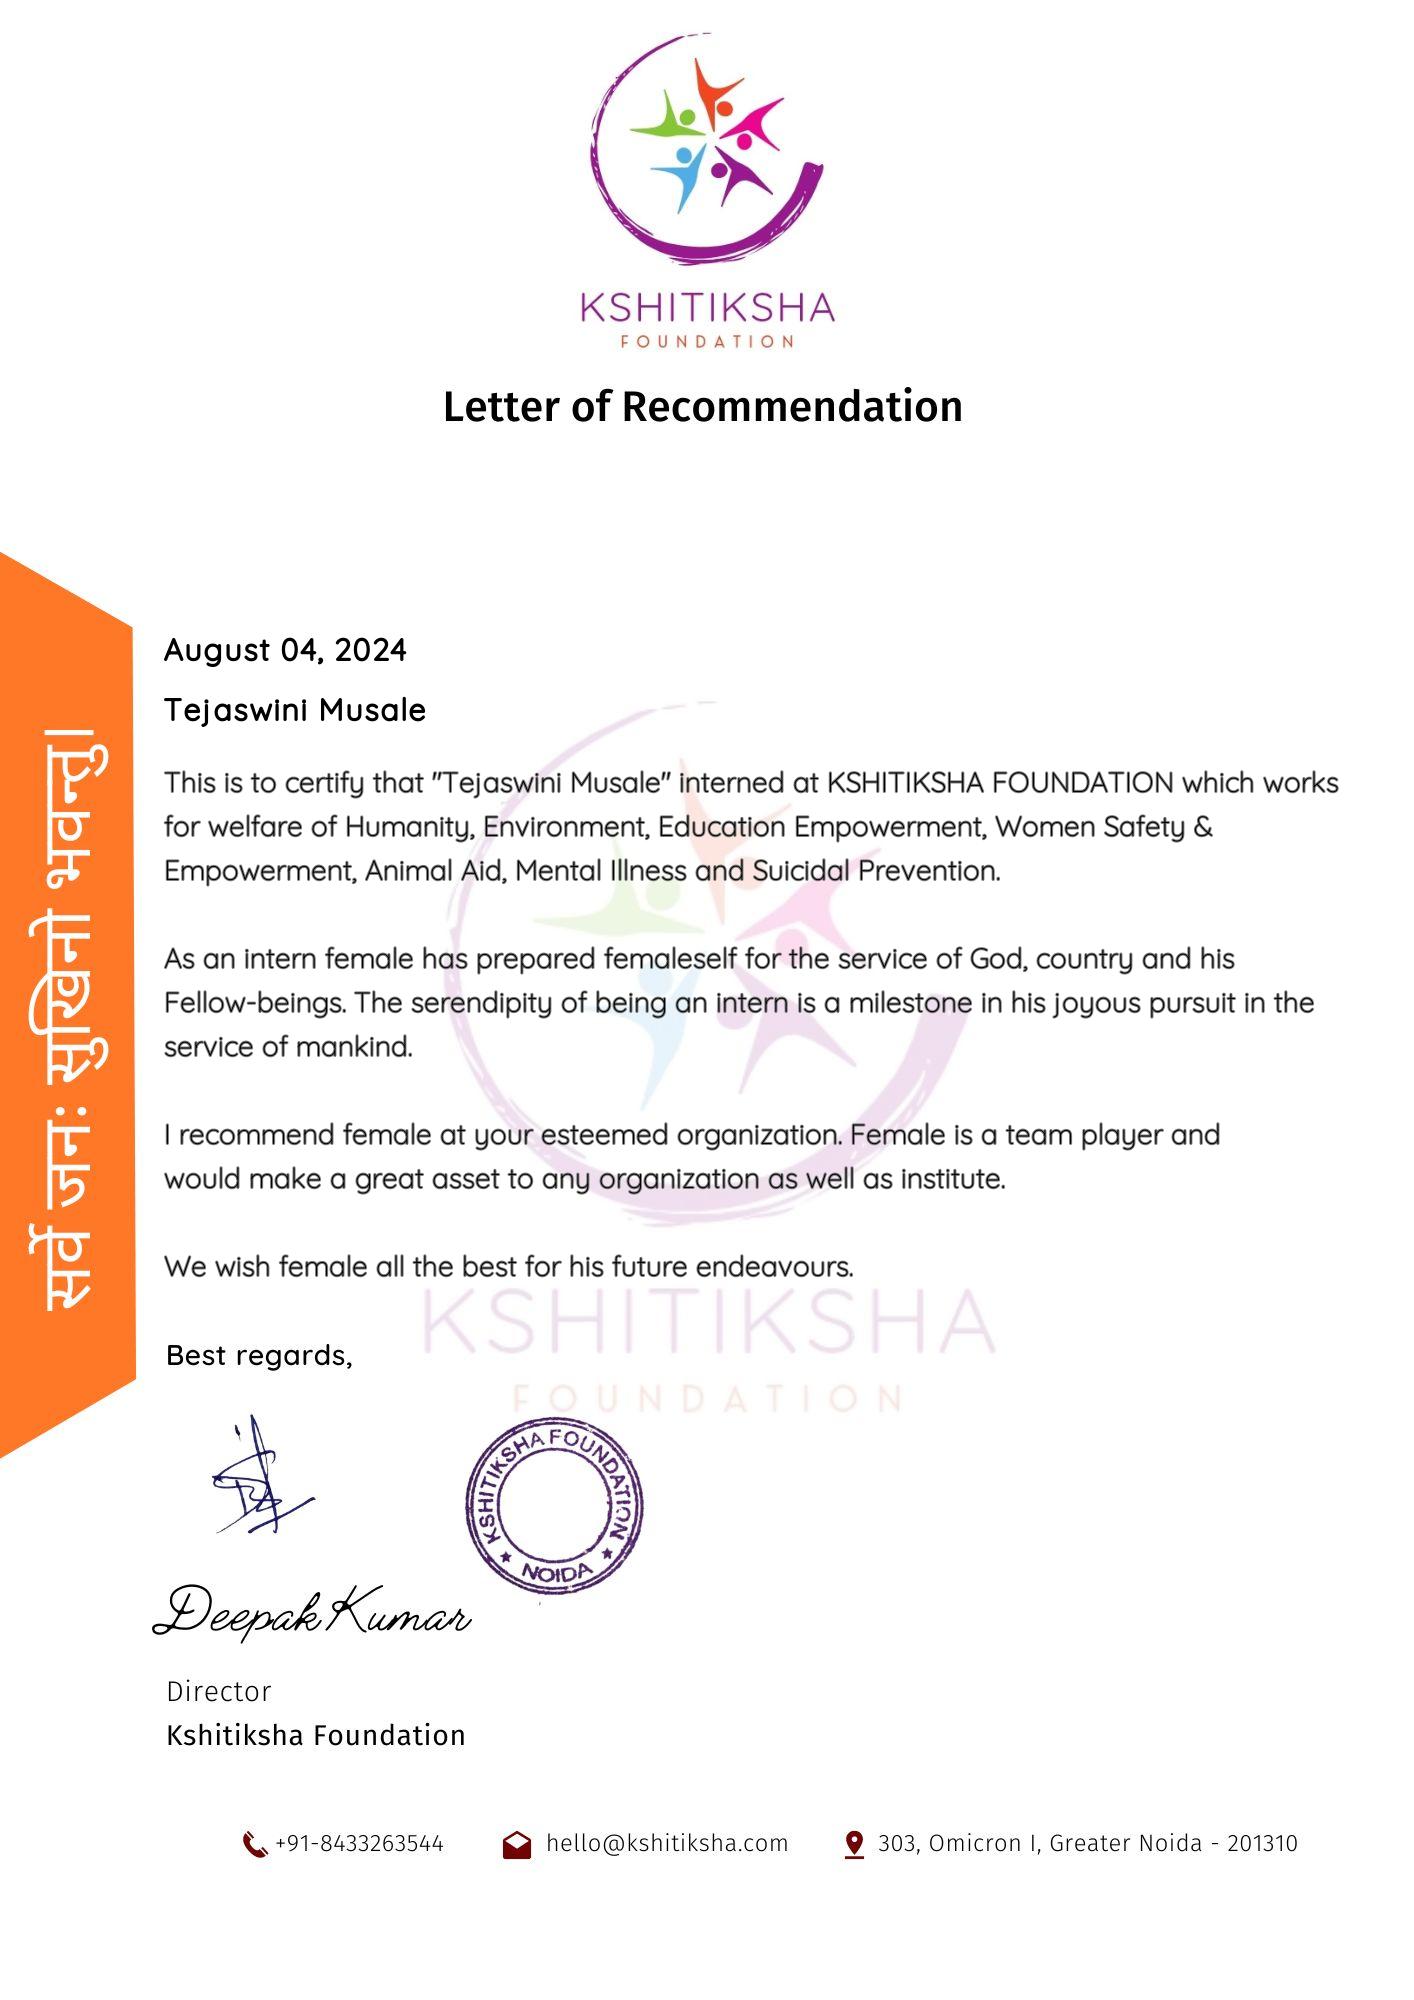 KSHITIKSHA
FOUNDATION
Letter of Recommendation
सर्वे जन: सुखिनो भवन्तु।
August 04, 2024
Tejaswini Musale
This is to certify that "Tejaswini Musale" interned at KSHITIKSHA FOUNDATION which works
for welfare of Humanity, Environment, Education Empowerment, Women Safety &
Empowerment, Animal Aid, Mental Illness and Suicidal Prevention.
As an intern female has prepared femaleself for the service of God, country and his
Fellow-beings. The serendipity of being an intern is a milestone in his joyous pursuit in the
service of mankind.
I recommend female at your esteemed organization. Female is a team player and
would make a great asset to any organization as well as institute.
We wish female all the best for his future endeavours.
KSHITIKSHA
FOUNDATION
Best regards,
KSHITIKSHA FOUNDATION
NOIDA
Deepak Kumar
Director
Kshitiksha Foundation
+91-8433263544 hello@kshitiksha.com 303, Omicron I, Greater Noida - 201310